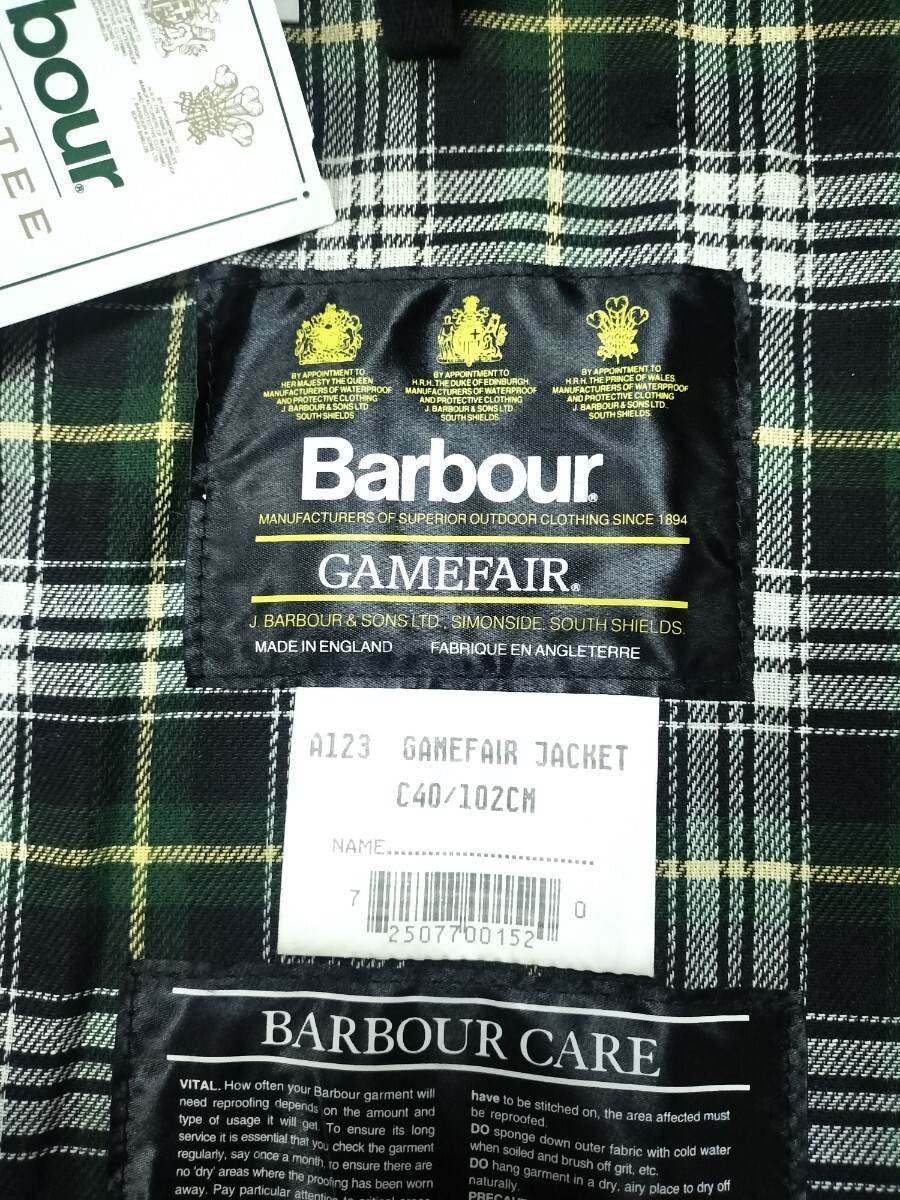 bour®
TEE
BY APPOINTMENT TO
HER MAJESTY THE QUEEN
MANUFACTURERS OF WATERPROOF
AND PROTECTIVE CLOTHING
J. BARBOUR & SONS LTD
SOUTH SHIELDS
BY APPOINTMENT TO
H.R.H. THE DUKE OF EDINBURGH
MANUFACTURERS OF WATERPROOF
AND PROTECTIVE CLOTHING
J. BARBOUR & SONS LTD
SOUTH SHIELDS
BY APPOINTMENT TO
H.R.H. THE PRINCE OF WALES
MANUFACTURERS OF WATERPROOF
AND PROTECTIVE CLOTHING
J. BARBOUR & SONS LTD.
SOUTH SHIELDS.
Barbour®
MANUFACTURERS OF SUPERIOR OUTDOOR CLOTHING SINCE 1894
GAMEFAIR®
J. BARBOUR & SONS LTD., SIMONSIDE. SOUTH SHIELDS.
MADE IN ENGLAND FABRIQUE EN ANGLETERRE
A123 GAMEFAIR JACKET
C40/102CM
NAME..............................
7 2507700152 0
BARBOUR CARE
VITAL. How often your Barbour garment will
need reproofing depends on the amount and
type of usage it will get. To ensure its long
service it is essential that you check the garment
regularly, say once a month, to ensure there are
no 'dry' areas where the proofing has been worn
away. Pay particular attention to critical areas
have to be stitched on, the area affected must
be reproofed.
DO sponge down outer fabric with cold water
when soiled and brush off grit, etc.
DO hang garment in a dry, airy place to dry off
naturally.